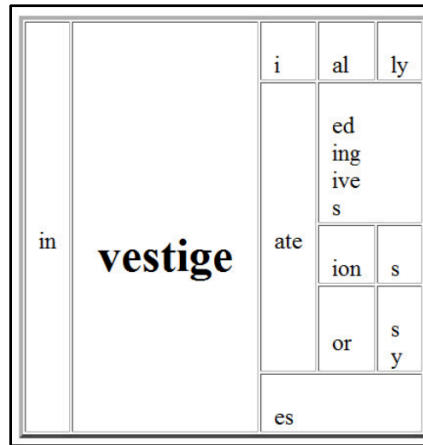 i al ly
ed
ing
ive
s
in vestige ate
ion s
or s
y
es